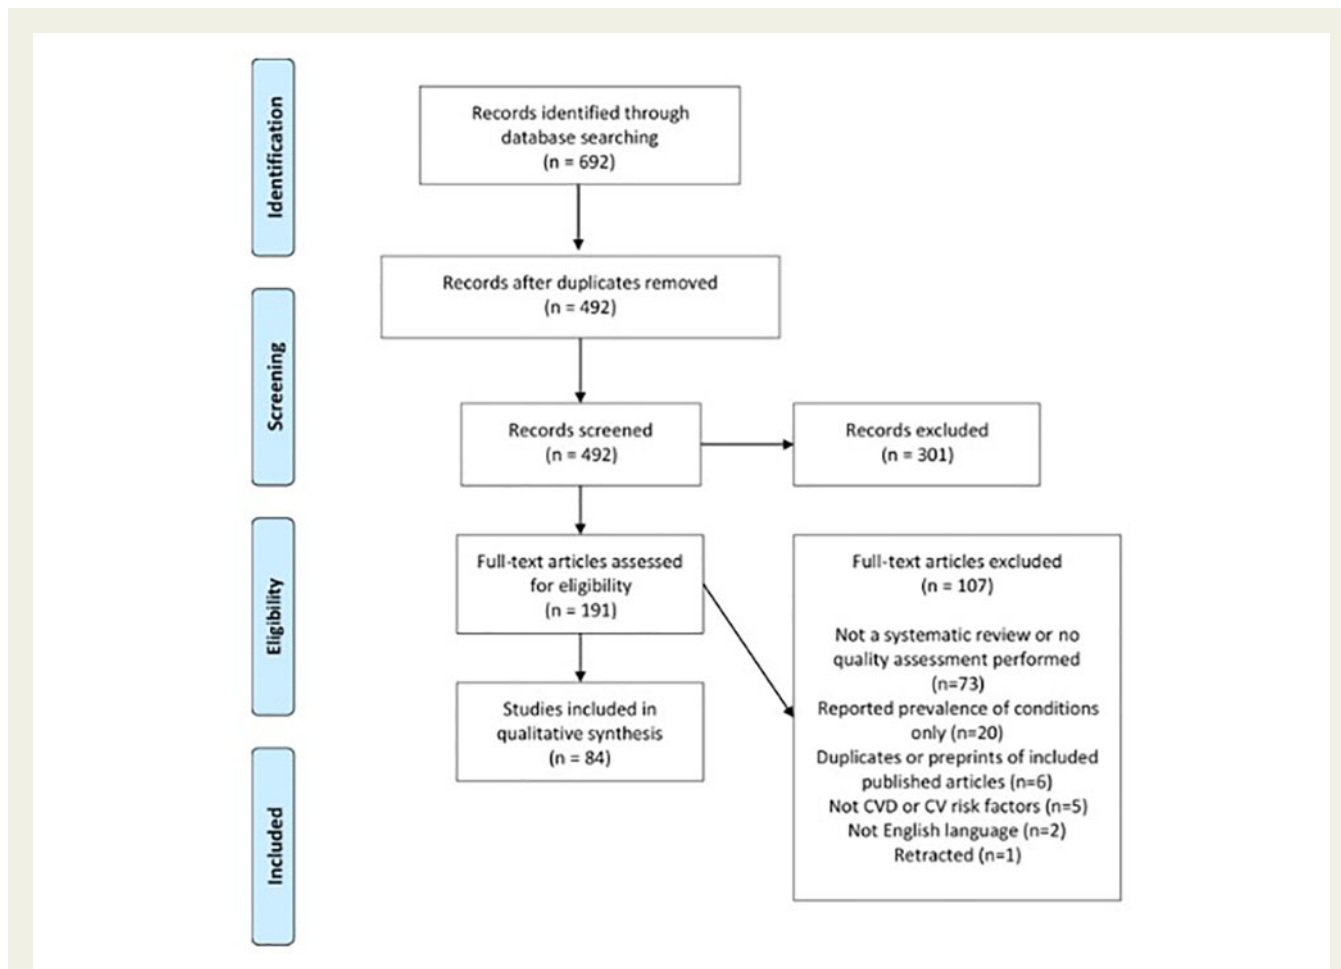 Identification
Records identified through
database searching
(n = 692)
Records after duplicates removed
(n = 492)
Screening
Records screened
(n = 492)
Records excluded
(n = 301)
Eligibility
Full-text articles assessed
for eligibility
(n = 191)
Full-text articles excluded
(n = 107)
Not a systematic review or no
quality assessment performed
(n=73)
Reported prevalence of conditions
only (n=20)
Duplicates or preprints of included
published articles (n=6)
Not CVD or CV risk factors (n=5)
Not English language (n=2)
Retracted (n=1)
Studies included in
qualitative synthesis
(n = 84)
Included